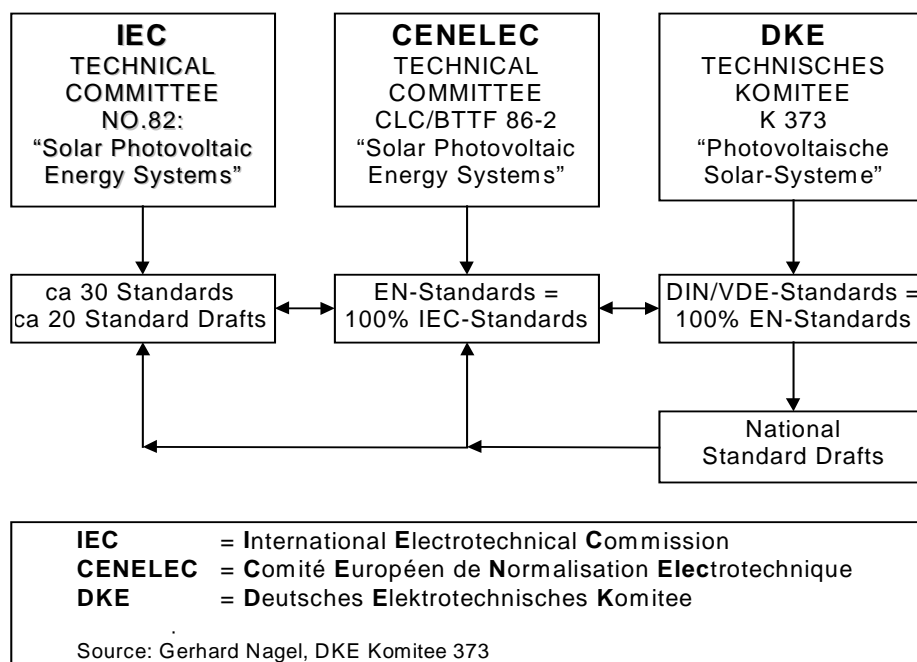 IEC
TECHNICAL
COMMITTEE
NO.82:
“Solar Photovoltaic
Energy Systems”
CENELEC
TECHNICAL
COMMITTEE
CLC/BTTF 86-2
“Solar Photovoltaic
Energy Systems”
DKE
TECHNISCHES
KOMITEE
K 373
“Photovoltaische
Solar-Systeme”
ca 30 Standards
ca 20 Standard Drafts
EN-Standards =
100% IEC-Standards
DIN/VDE-Standards =
100% EN-Standards
National
Standard Drafts
IEC = International Electrotechnical Commission
CENELEC = Comité Européen de Normalisation Electrotechnique
DKE = Deutsches Elektrotechnisches Komitee
.
Source: Gerhard Nagel, DKE Komitee 373